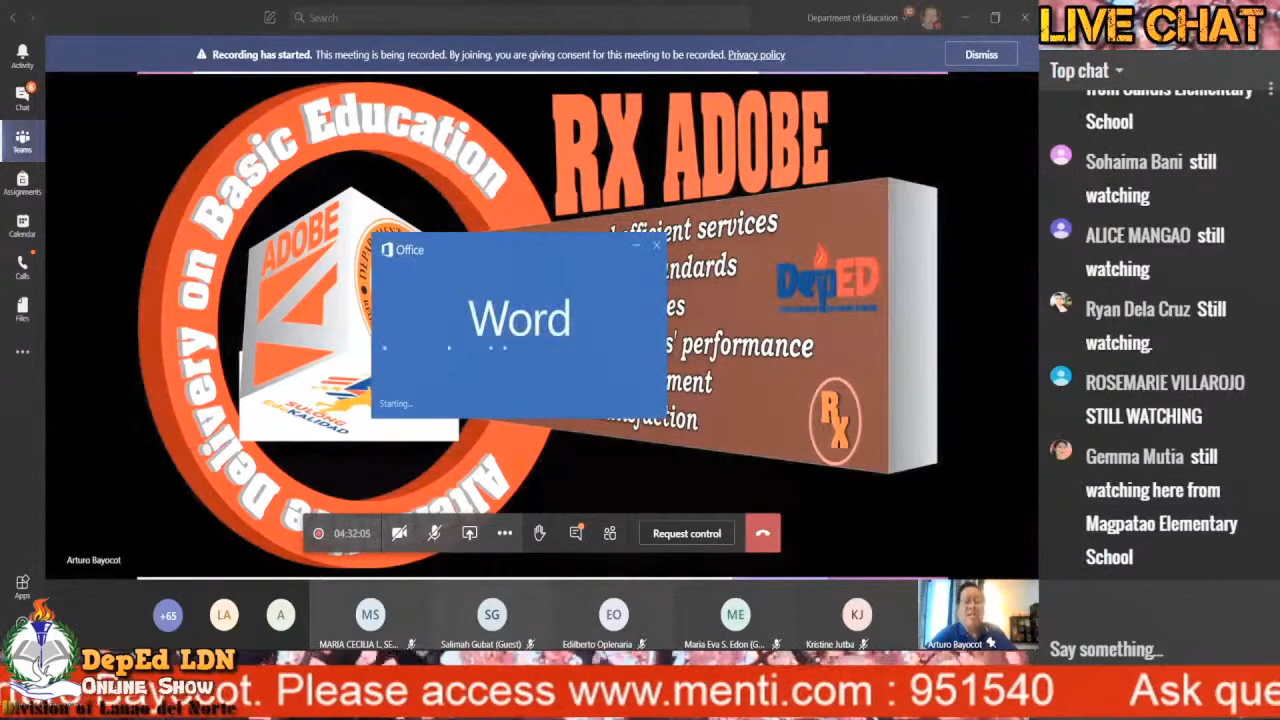 Search
Department of Education
LIVE CHAT
Recording has started. This meeting is being recorded. By joining, you are giving consent for this meeting to be recorded. Privacy policy
Dismiss
Activity
Chat
6
Teams
Assignments
Calendar
Calls
Files
Apps
Delivery on Basic Education
RX ADOBE
efficient services
performance
DepED
RX
ADOBE
SULONG
EduKALIDAD
Office
Word
Starting...
04:32:05
Request control
Arturo Bayocot
+65
LA
A
MS
MARIA CECILIA L. SE...
SG
Salimah Gubat (Guest)
EO
Edilberto Oplenaria
ME
Maria Eva S. Edon (G...
KJ
Kristine Jutba
Arturo Bayocot
Top chat
Elementary
School
Sohaima Bani still
watching
ALICE MANGAO still
watching
Ryan Dela Cruz Still
watching.
ROSEMARIE VILLAROJO
STILL WATCHING
Gemma Mutia still
watching here from
Magpatao Elementary
School
Say something...
DepEd LDN
ONLINE SHOW
Division of Lanao del Norte
Please access www.menti.com : 951540 Ask